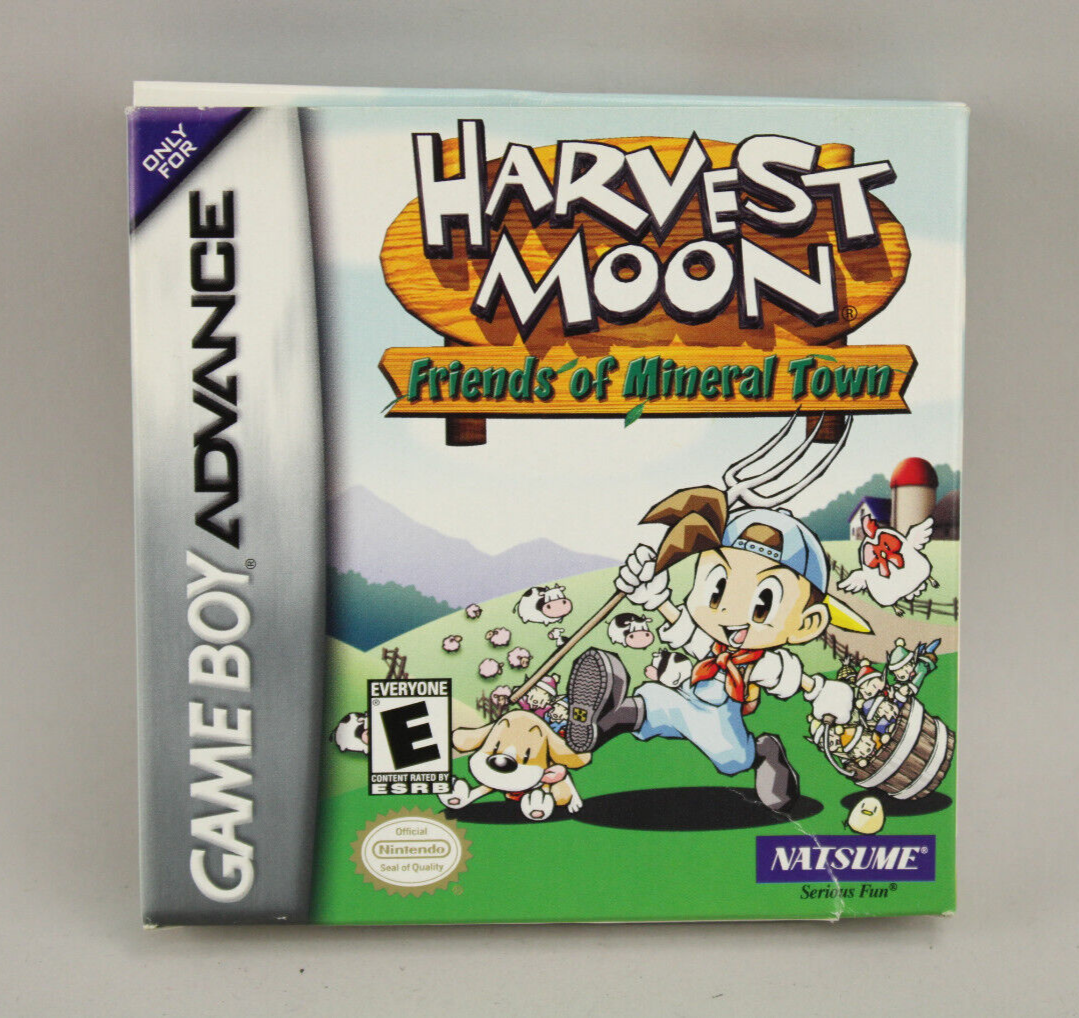 ONLY
FOR
GAME BOY® ADVANCE
HARVEST
MOON®
Friends of Mineral Town
EVERYONE
E
®
CONTENT RATED BY
ESRB
Official
Nintendo
Seal of Quality
®
NATSUME®
Serious Fun®